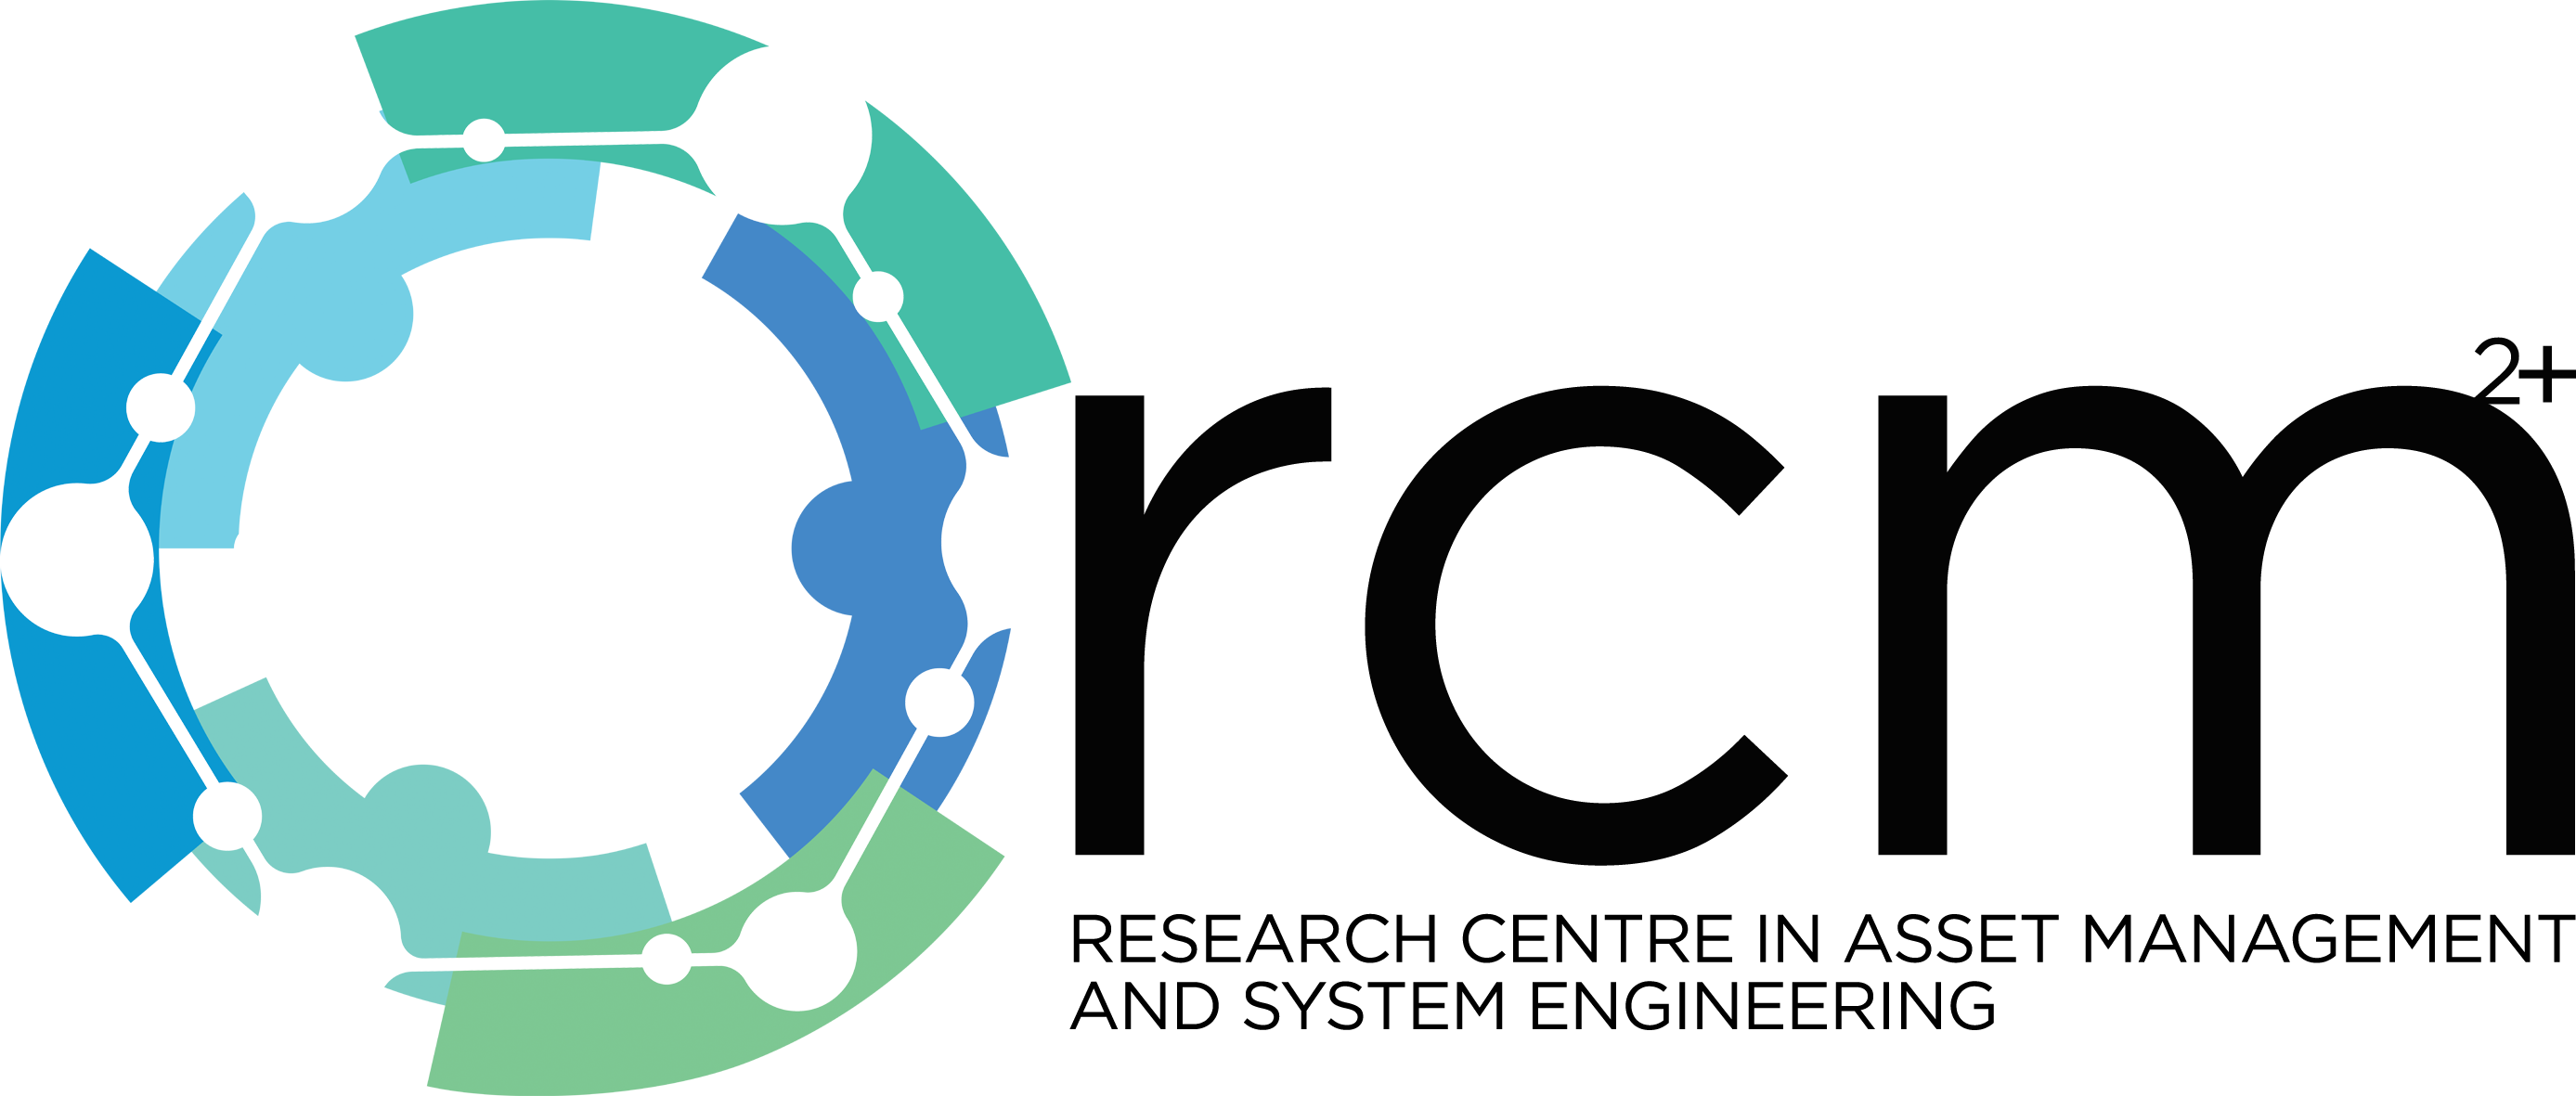 rcm2+
RESEARCH CENTRE IN ASSET MANAGEMENT
AND SYSTEM ENGINEERING